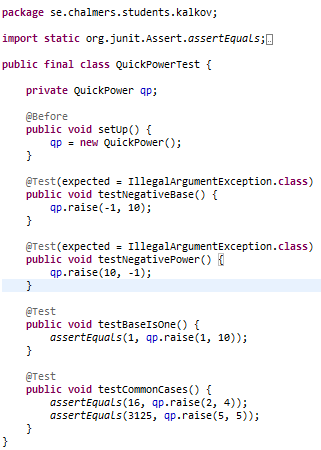 package se.chalmers.students.kalkov;
import static org.junit.Assert.assertEquals;
public final class QuickPowerTest {
private QuickPower qp;
@Before
public void setUp() {
qp = new QuickPower();
}
@Test(expected = IllegalArgumentException.class)
public void testNegativeBase() {
qp.raise(-1, 10);
}
@Test(expected = IllegalArgumentException.class)
public void testNegativePower() {
qp.raise(10, -1);
}
@Test
public void testBaseIsOne() {
assertEquals(1, qp.raise(1, 10));
}
@Test
public void testCommonCases() {
assertEquals(16, qp.raise(2, 4));
assertEquals(3125, qp.raise(5, 5));
}
}